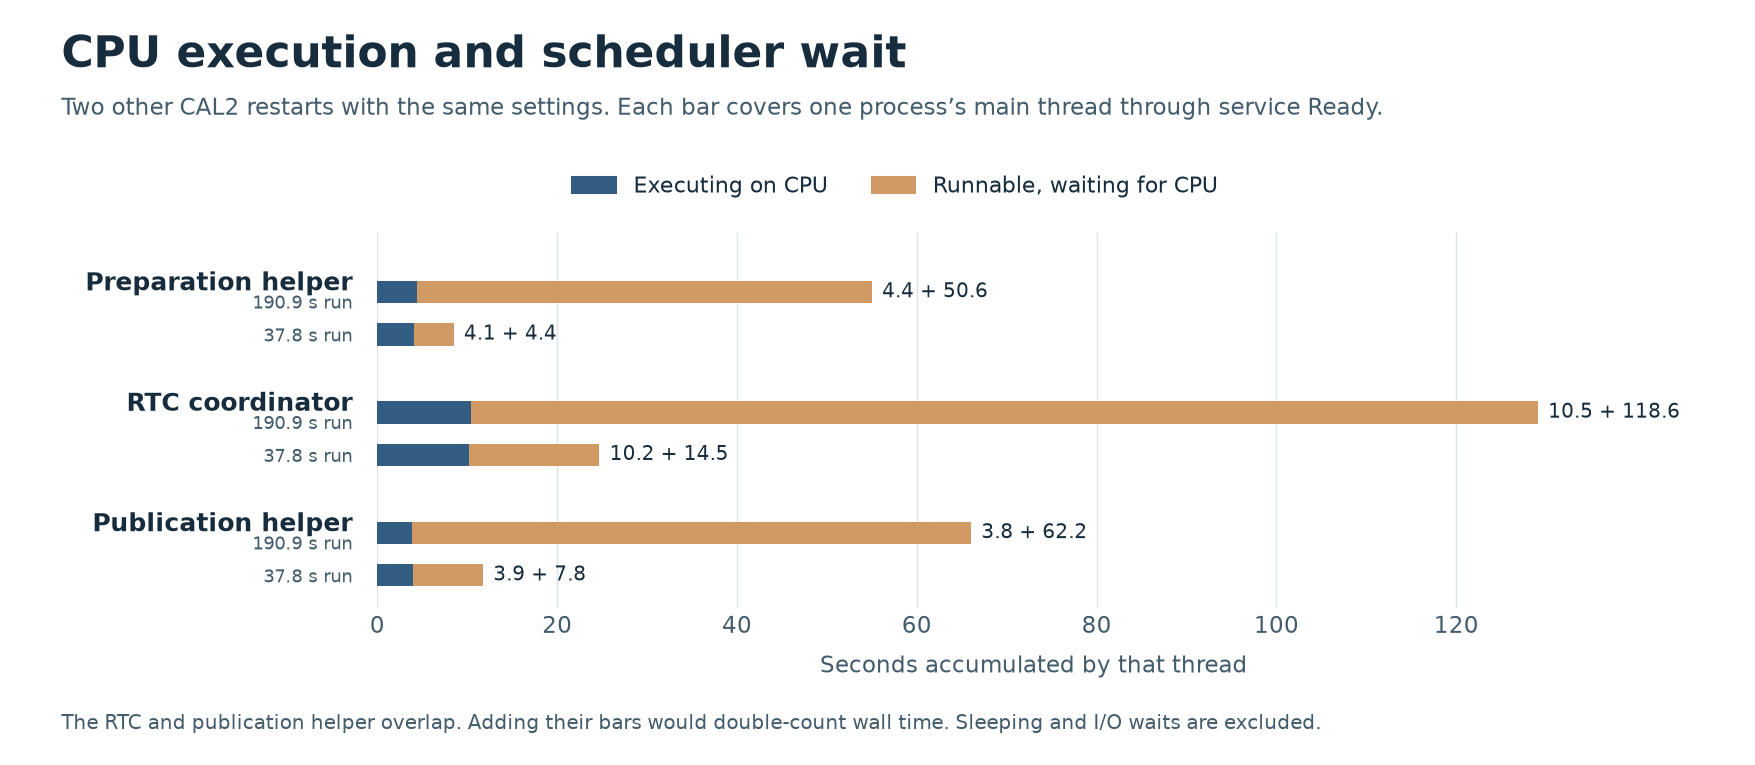 CPU execution and scheduler wait
Two other CAL2 restarts with the same settings. Each bar covers one process’s main thread through service Ready.
Executing on CPU
Runnable, waiting for CPU
Preparation helper
190.9 s run
4.4 + 50.6
37.8 s run
4.1 + 4.4
RTC coordinator
190.9 s run
10.5 + 118.6
37.8 s run
10.2 + 14.5
Publication helper
190.9 s run
3.8 + 62.2
37.8 s run
3.9 + 7.8
0 20 40 60 80 100 120
Seconds accumulated by that thread
The RTC and publication helper overlap. Adding their bars would double-count wall time. Sleeping and I/O waits are excluded.